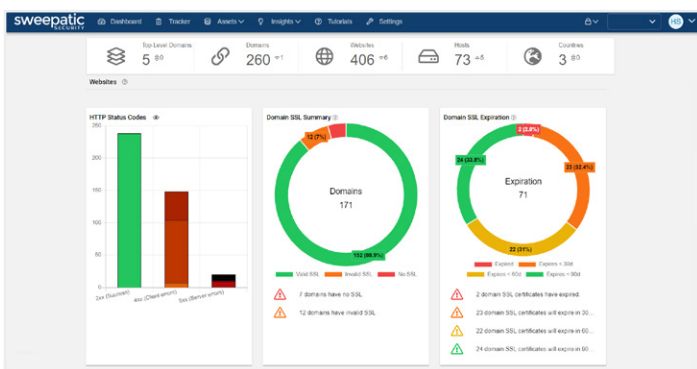 sweepatic
SECURITY
Dashboard Tracker Assets Insights Tutorials Settings
HS
Top-Level Domains
5
Domains
260
Websites
406
Hosts
73
Countries
3
Websites
HTTP Status Codes
250
200
150
100
50
0
2xx (Success)
4xx (Client errors)
5xx (Server errors)
Domain SSL Summary
12 (7%)
Domains
171
152 (88.9%)
Valid SSL Invalid SSL No SSL
7 domains have no SSL
12 domains have invalid SSL
Domain SSL Expiration
2 (2.8%)
24 (33.8%)
23 (32.4%)
Expiration
71
22 (31%)
Expired Expires < 30d
Expires < 60d Expires < 90d
2 domain SSL certificates have expired.
23 domain SSL certificates will expire in 30...
22 domain SSL certificates will expire in 60...
24 domain SSL certificates will expire in 60...